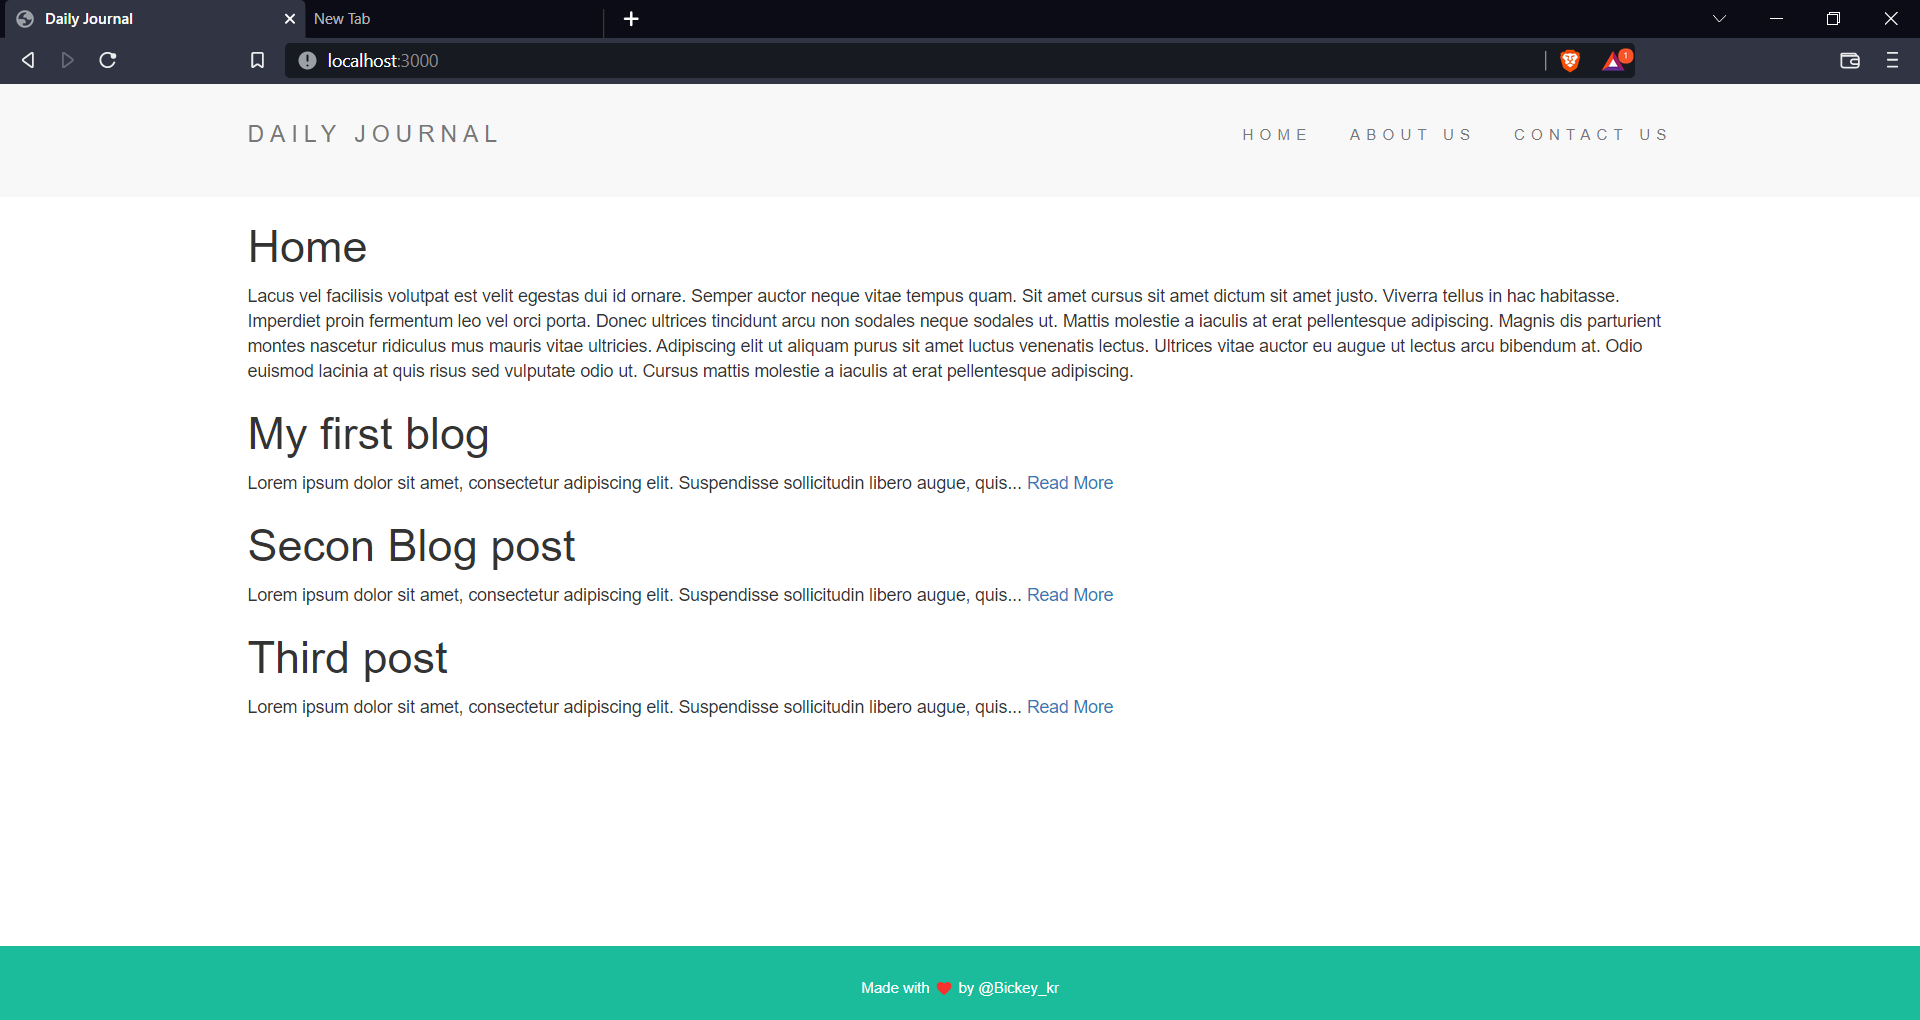 Daily Journal
New Tab
localhost:3000
1
DAILY JOURNAL
HOME
ABOUT US
CONTACT US
Home
Lacus vel facilisis volutpat est velit egestas dui id ornare. Semper auctor neque vitae tempus quam. Sit amet cursus sit amet dictum sit amet justo. Viverra tellus in hac habitasse.
Imperdiet proin fermentum leo vel orci porta. Donec ultrices tincidunt arcu non sodales neque sodales ut. Mattis molestie a iaculis at erat pellentesque adipiscing. Magnis dis parturient
montes nascetur ridiculus mus mauris vitae ultricies. Adipiscing elit ut aliquam purus sit amet luctus venenatis lectus. Ultrices vitae auctor eu augue ut lectus arcu bibendum at. Odio
euismod lacinia at quis risus sed vulputate odio ut. Cursus mattis molestie a iaculis at erat pellentesque adipiscing.
My first blog
Lorem ipsum dolor sit amet, consectetur adipiscing elit. Suspendisse sollicitudin libero augue, quis... Read More
Secon Blog post
Lorem ipsum dolor sit amet, consectetur adipiscing elit. Suspendisse sollicitudin libero augue, quis... Read More
Third post
Lorem ipsum dolor sit amet, consectetur adipiscing elit. Suspendisse sollicitudin libero augue, quis... Read More
Made with ❤ by @Bickey_kr